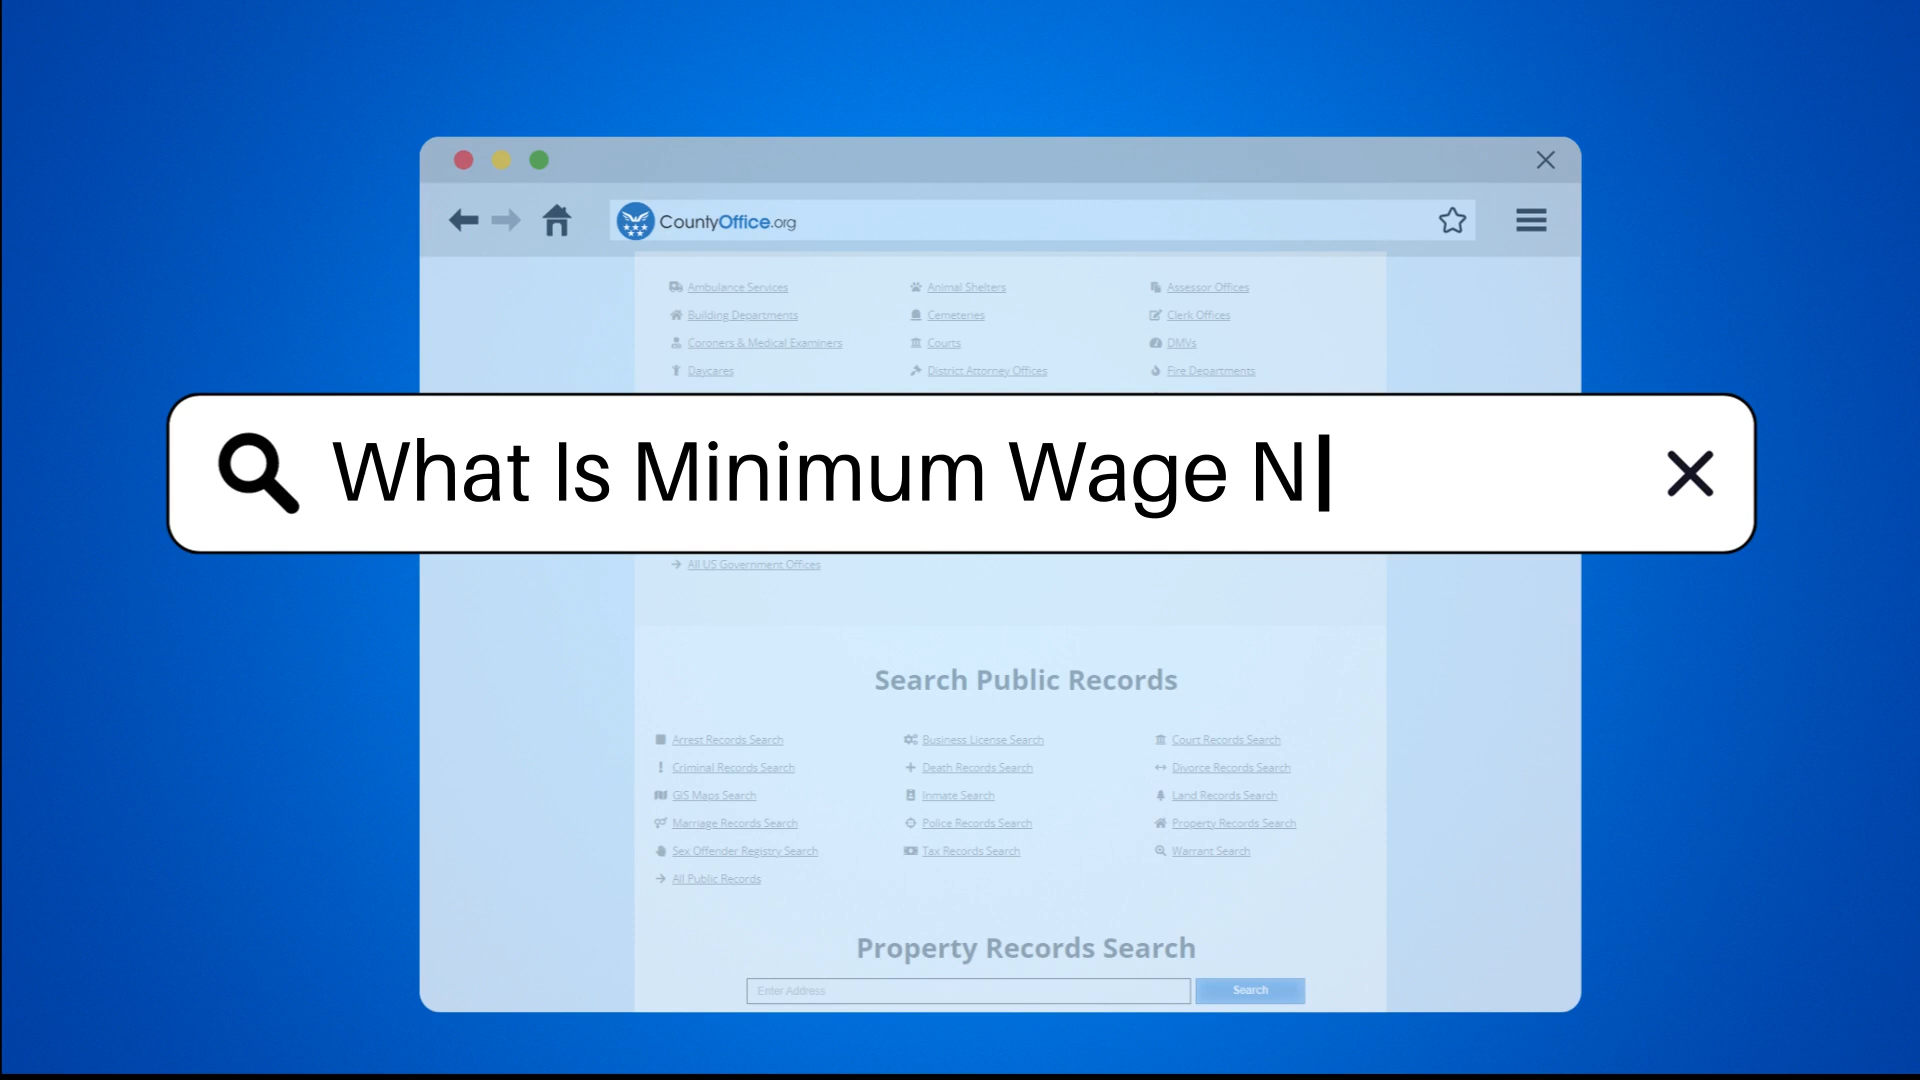 CountyOffice.org
Ambulance Services Animal Shelters Assessor Offices
Building Departments Cemeteries Clerk Offices
Coroners & Medical Examiners Courts DMVs
Daycares District Attorney Offices Fire Departments
What Is Minimum Wage N
All US Government Offices
Search Public Records
Arrest Records Search Business License Search Court Records Search
Criminal Records Search Death Records Search Divorce Records Search
GIS Maps Search Inmate Search Land Records Search
Marriage Records Search Police Records Search Property Records Search
Sex Offender Registry Search Tax Records Search Warrant Search
All Public Records
Property Records Search
Enter Address Search